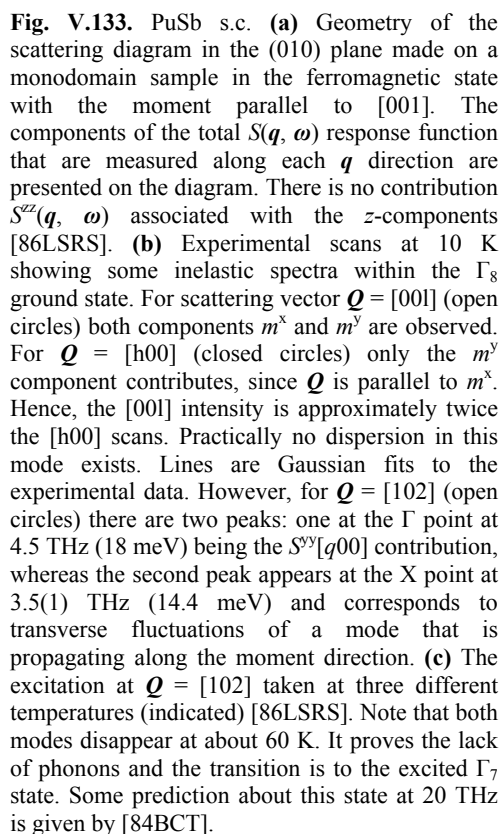 Fig. V.133. PuSb s.c. (a) Geometry of the
scattering diagram in the (010) plane made on a
monodomain sample in the ferromagnetic state
with the moment parallel to [001]. The
components of the total S(q, ω) response function
that are measured along each q direction are
presented on the diagram. There is no contribution
Sᶻᶻ(q, ω) associated with the z-components
[86LSRS]. (b) Experimental scans at 10 K
showing some inelastic spectra within the Γ₈
ground state. For scattering vector Q = [00l] (open
circles) both components mˣ and mʸ are observed.
For Q = [h00] (closed circles) only the mʸ
component contributes, since Q is parallel to mˣ.
Hence, the [00l] intensity is approximately twice
the [h00] scans. Practically no dispersion in this
mode exists. Lines are Gaussian fits to the
experimental data. However, for Q = [102] (open
circles) there are two peaks: one at the Γ point at
4.5 THz (18 meV) being the Sʸʸ[q00] contribution,
whereas the second peak appears at the X point at
3.5(1) THz (14.4 meV) and corresponds to
transverse fluctuations of a mode that is
propagating along the moment direction. (c) The
excitation at Q = [102] taken at three different
temperatures (indicated) [86LSRS]. Note that both
modes disappear at about 60 K. It proves the lack
of phonons and the transition is to the excited Γ₇
state. Some prediction about this state at 20 THz
is given by [84BCT].